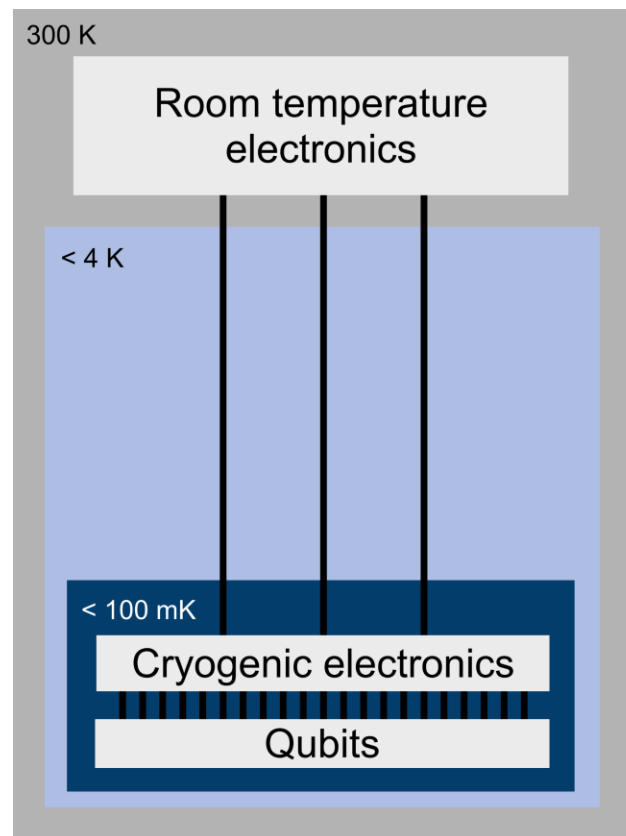 300 K
Room temperature
electronics
< 4 K
< 100 mK
Cryogenic electronics
Qubits